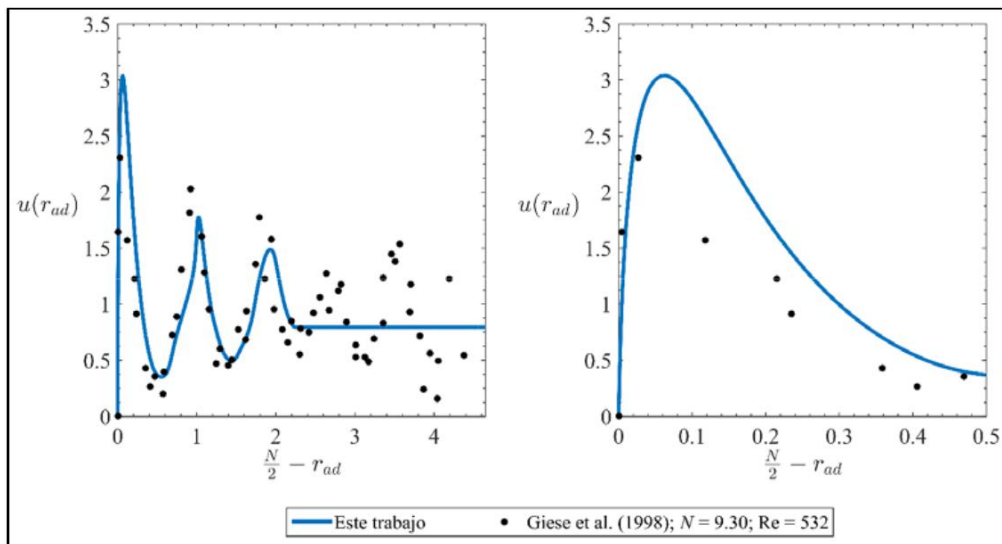 3.5
3
2.5
2
1.5
1
0.5
0
u(r_ad)
0 1 2 3 4
N/2 − r_ad
3.5
3
2.5
2
1.5
1
0.5
0
u(r_ad)
0 0.1 0.2 0.3 0.4 0.5
N/2 − r_ad
Este trabajo
Giese et al. (1998); N = 9.30; Re = 532